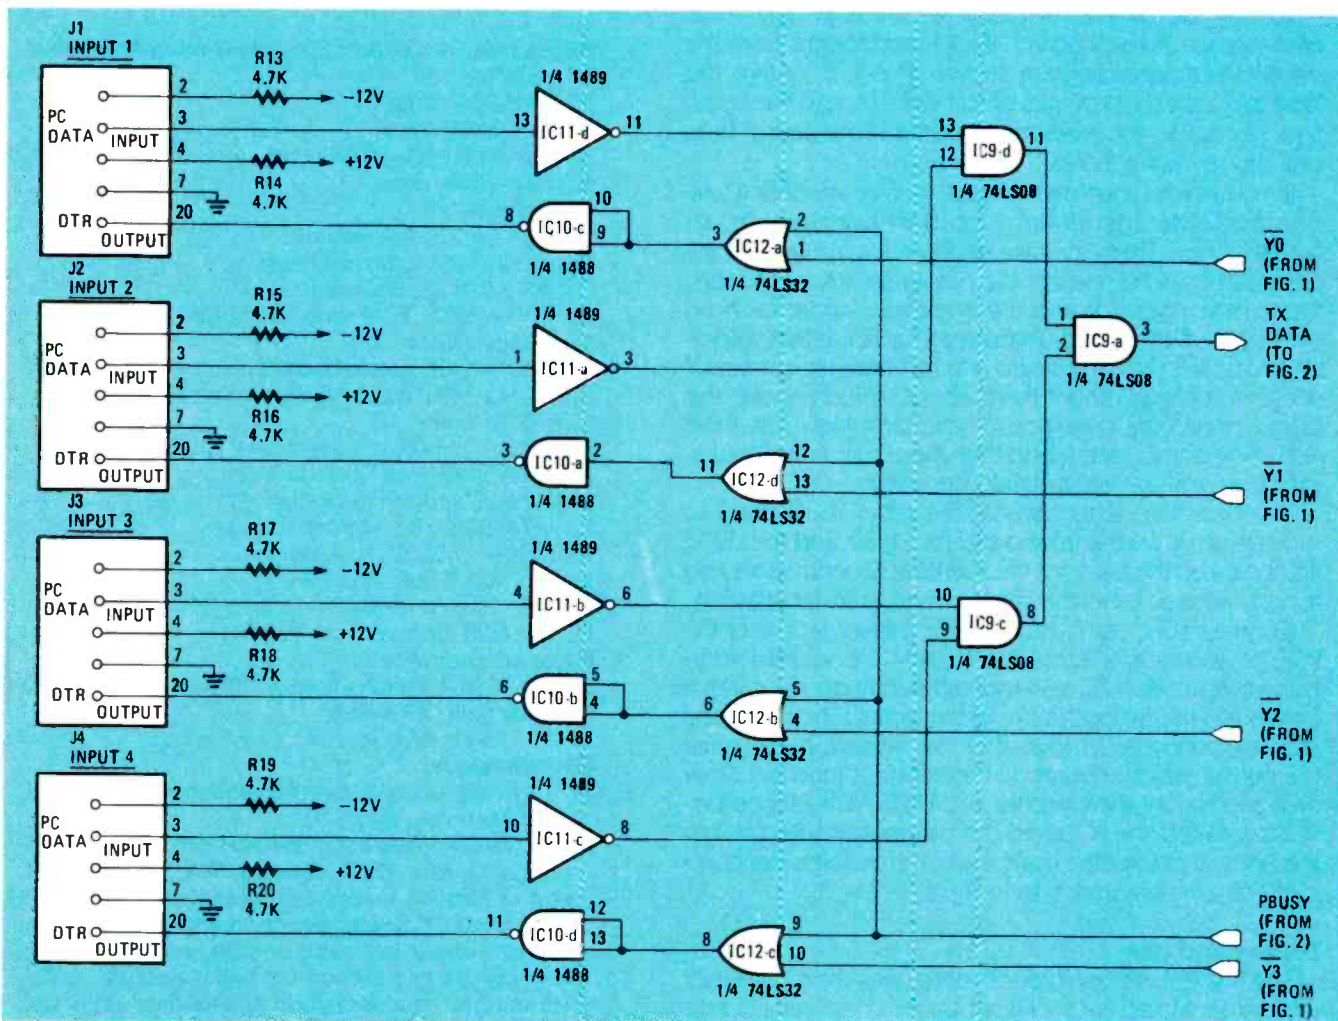 J1
INPUT 1
2
R13
4.7K
−12V
PC
DATA
3
INPUT
4
R14
4.7K
+12V
7
DTR
20
OUTPUT
1/4 1489
13
IC11-d
11
8
IC10-c
10
9
1/4 1488
3
IC12-a
2
1
1/4 74LS32
13
12
IC9-d
11
1/4 74LS08
Y0
(FROM
FIG. 1)
J2
INPUT 2
2
R15
4.7K
−12V
PC
DATA
3
INPUT
4
R16
4.7K
+12V
7
DTR
20
OUTPUT
1/4 1489
1
IC11-a
3
3
IC10-a
2
1/4 1488
11
IC12-d
12
13
1/4 74LS32
1
2
IC9-a
3
1/4 74LS08
TX
DATA
(TO
FIG. 2)
Y1
(FROM
FIG. 1)
J3
INPUT 3
2
R17
4.7K
−12V
PC
DATA
3
INPUT
4
R18
4.7K
+12V
7
DTR
20
OUTPUT
1/4 1489
4
IC11-b
6
6
IC10-b
5
4
1/4 1488
6
IC12-b
5
4
1/4 74LS32
10
9
IC9-c
8
1/4 74LS08
Y2
(FROM
FIG. 1)
J4
INPUT 4
2
R19
4.7K
−12V
PC
DATA
3
INPUT
4
R20
4.7K
+12V
7
DTR
20
OUTPUT
1/4 1489
10
IC11-c
8
11
IC10-d
12
13
1/4 1488
8
IC12-c
9
10
1/4 74LS32
PBUSY
(FROM
FIG. 2)
Y3
(FROM
FIG. 1)